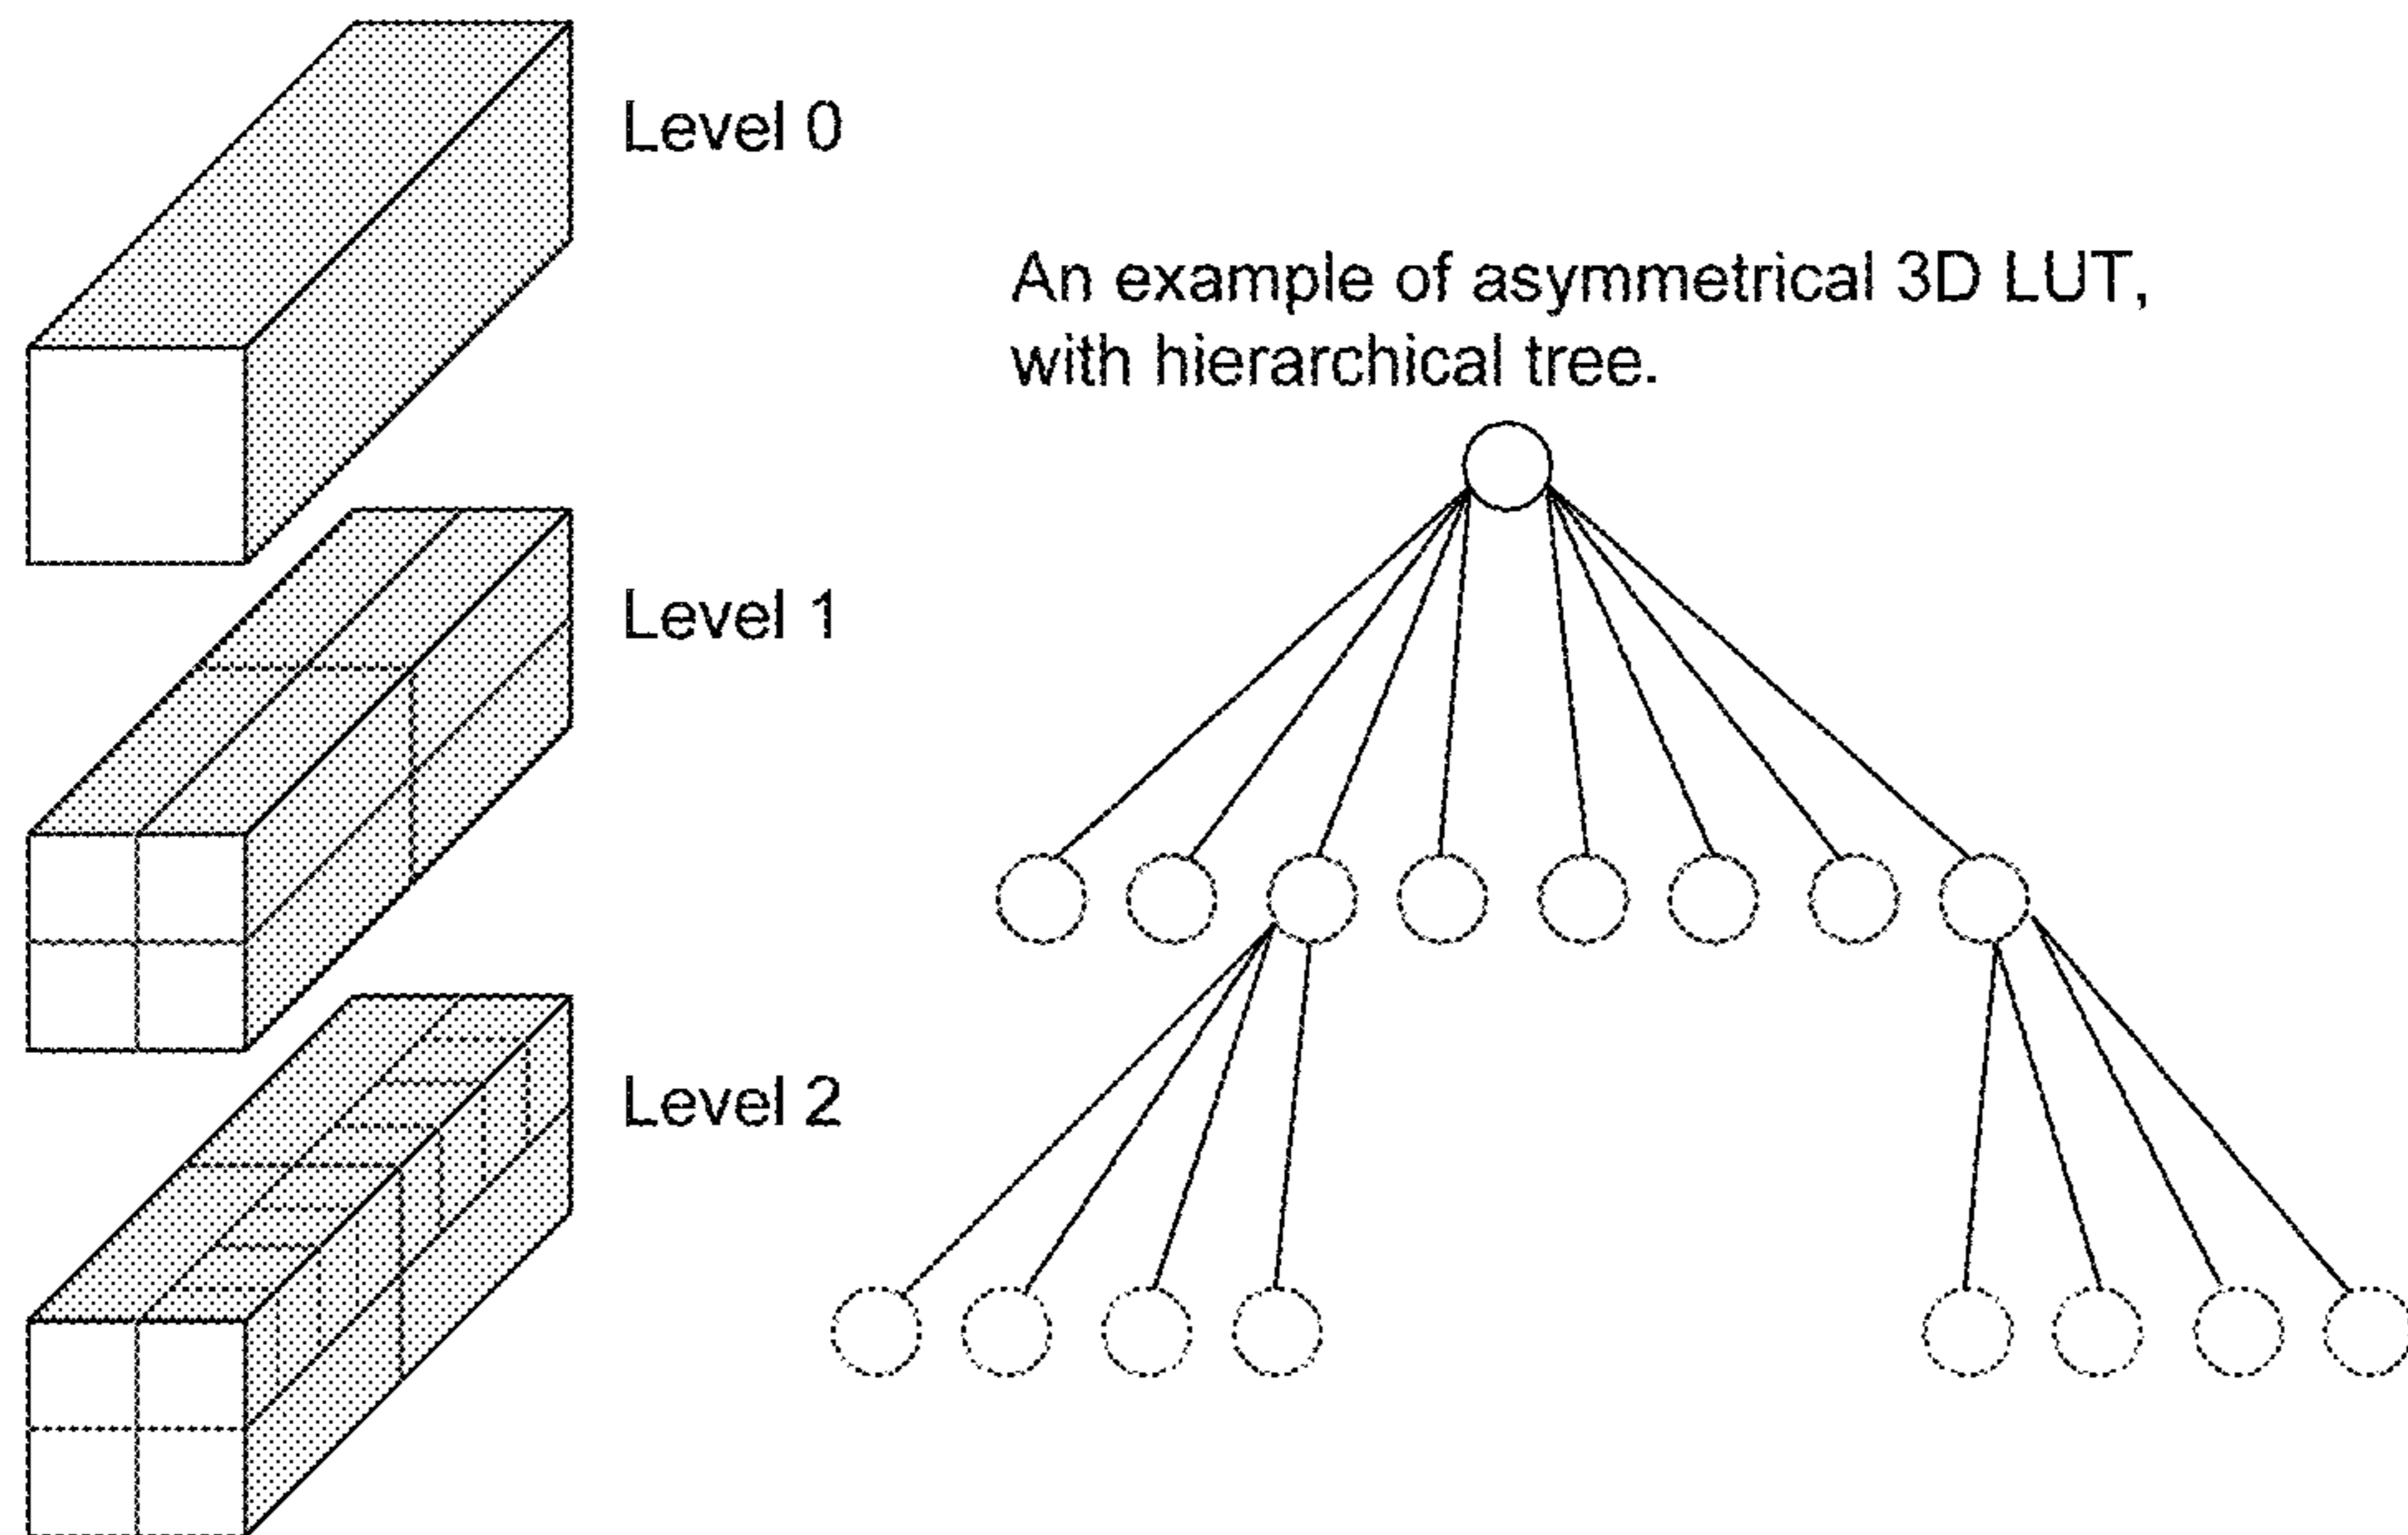 Level 0
An example of asymmetrical 3D LUT,
with hierarchical tree.
Level 1
Level 2